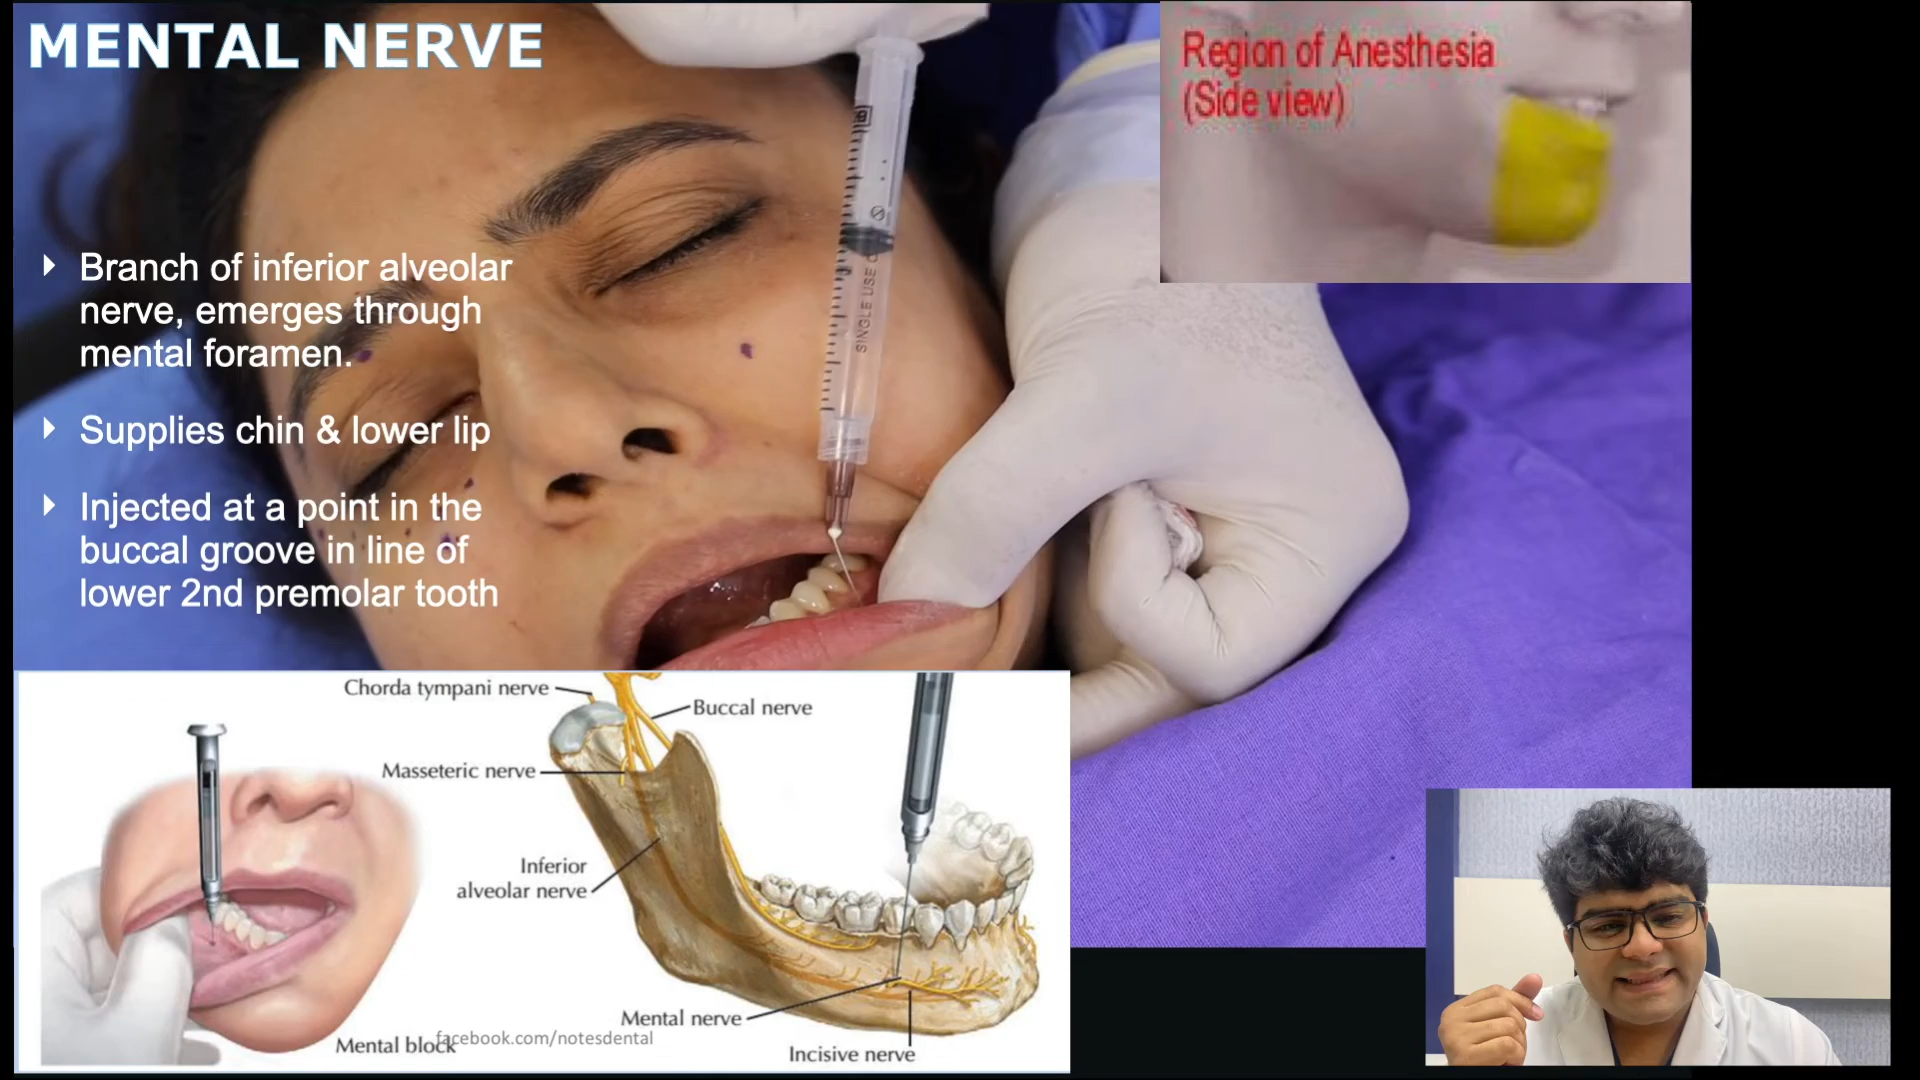 MENTAL NERVE
Branch of inferior alveolar
nerve, emerges through
mental foramen.
Supplies chin & lower lip
Injected at a point in the
buccal groove in line of
lower 2nd premolar tooth
SINGLE USE
Region of Anesthesia
(Side view)
Chorda tympani nerve
Buccal nerve
Masseteric nerve
Inferior
alveolar nerve
Mental nerve
Incisive nerve
Mental block
facebook.com/notesdental